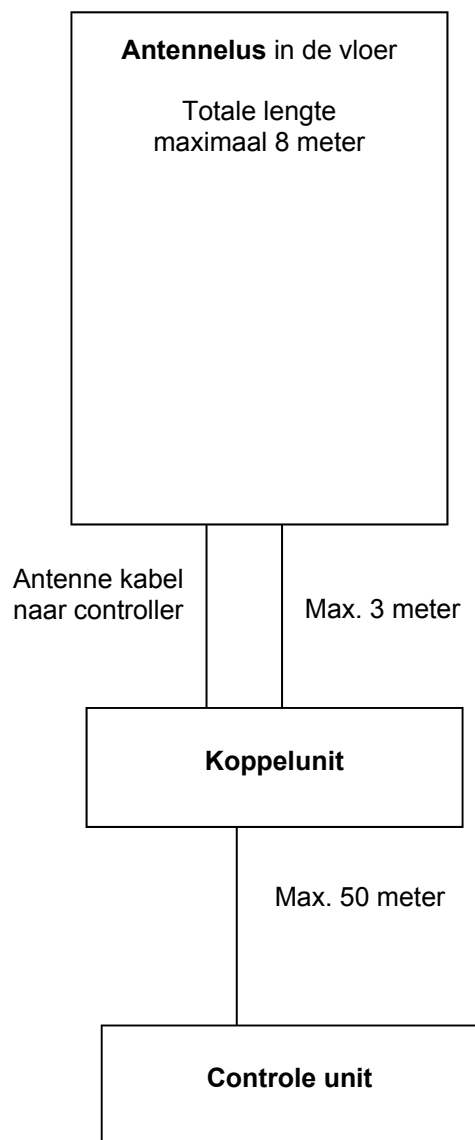 Antennelus in de vloer
Totale lengte
maximaal 8 meter
Antenne kabel
naar controller
Max. 3 meter
Koppelunit
Max. 50 meter
Controle unit